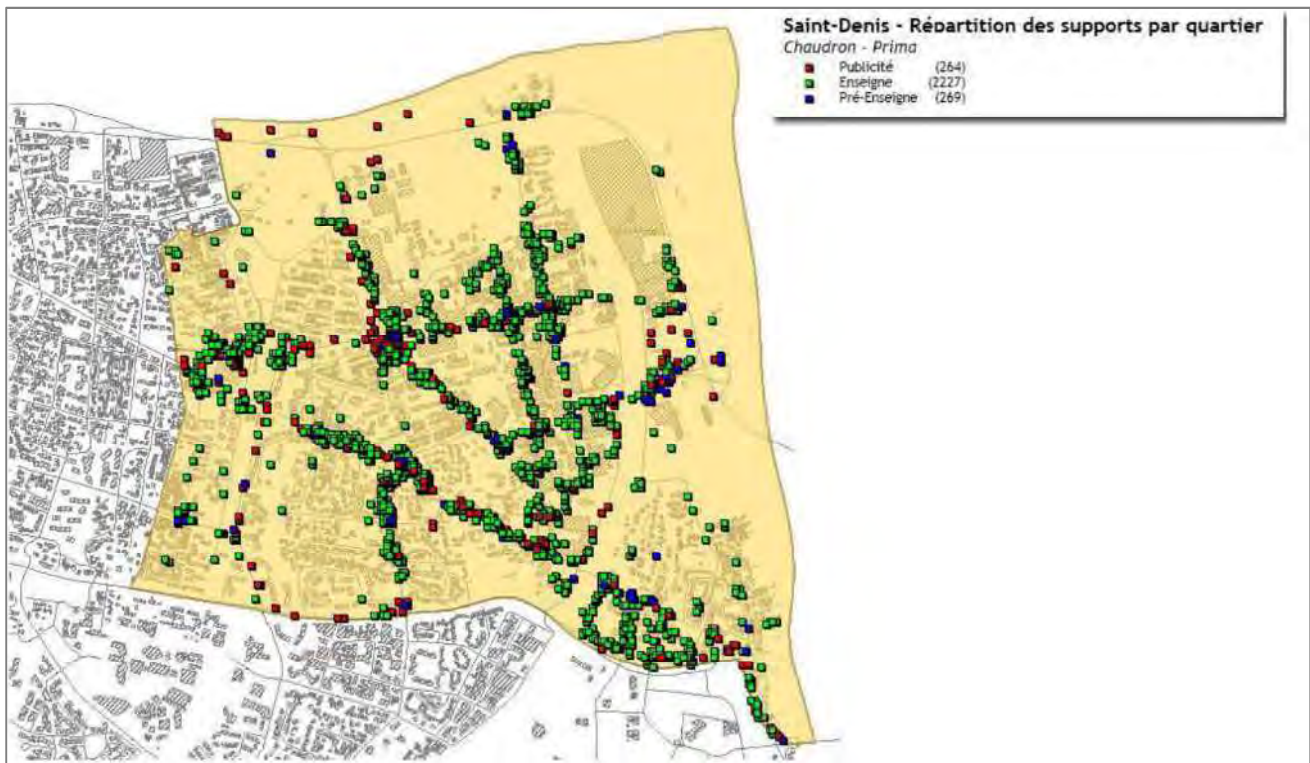 Saint-Denis - Répartition des supports par quartier
Chaudron - Prima
Publicité (264)
Enseigne (2227)
Pré-Enseigne (269)